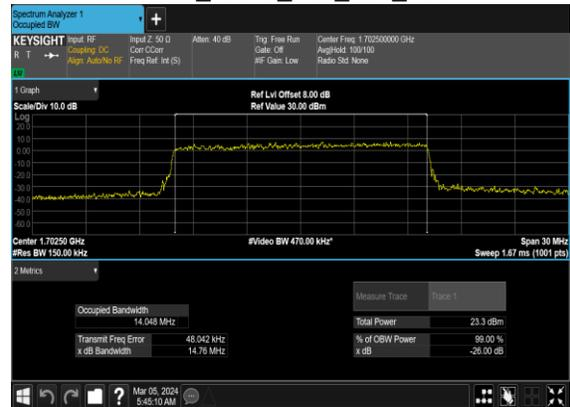 Spectrum Analyzer 1
Occupied BW
+
KEYSIGHT Input: RF Input Z: 50 Ω Atten: 40 dB Trig: Free Run Center Freq: 1.702500000 GHz
R T Coupling: DC Corr CCorr Gate: Off Avg|Hold: 100/100
Align: Auto/No RF Freq Ref: Int (S) #IF Gain: Low Radio Std: None
LXI
1 Graph
Ref Lvl Offset 8.00 dB
Scale/Div 10.0 dB Ref Value 30.00 dBm
Log
20.0
10.0
0.00
-10.0
-20.0
-30.0
-40.0
-50.0
-60.0
Center 1.70250 GHz #Video BW 470.00 kHz* Span 30 MHz
#Res BW 150.00 kHz Sweep 1.67 ms (1001 pts)
2 Metrics
Measure Trace Trace 1
Occupied Bandwidth
14.048 MHz Total Power 23.3 dBm
Transmit Freq Error 48.042 kHz % of OBW Power 99.00 %
x dB Bandwidth 14.76 MHz x dB -26.00 dB
? Mar 05, 2024
5:45:10 AM